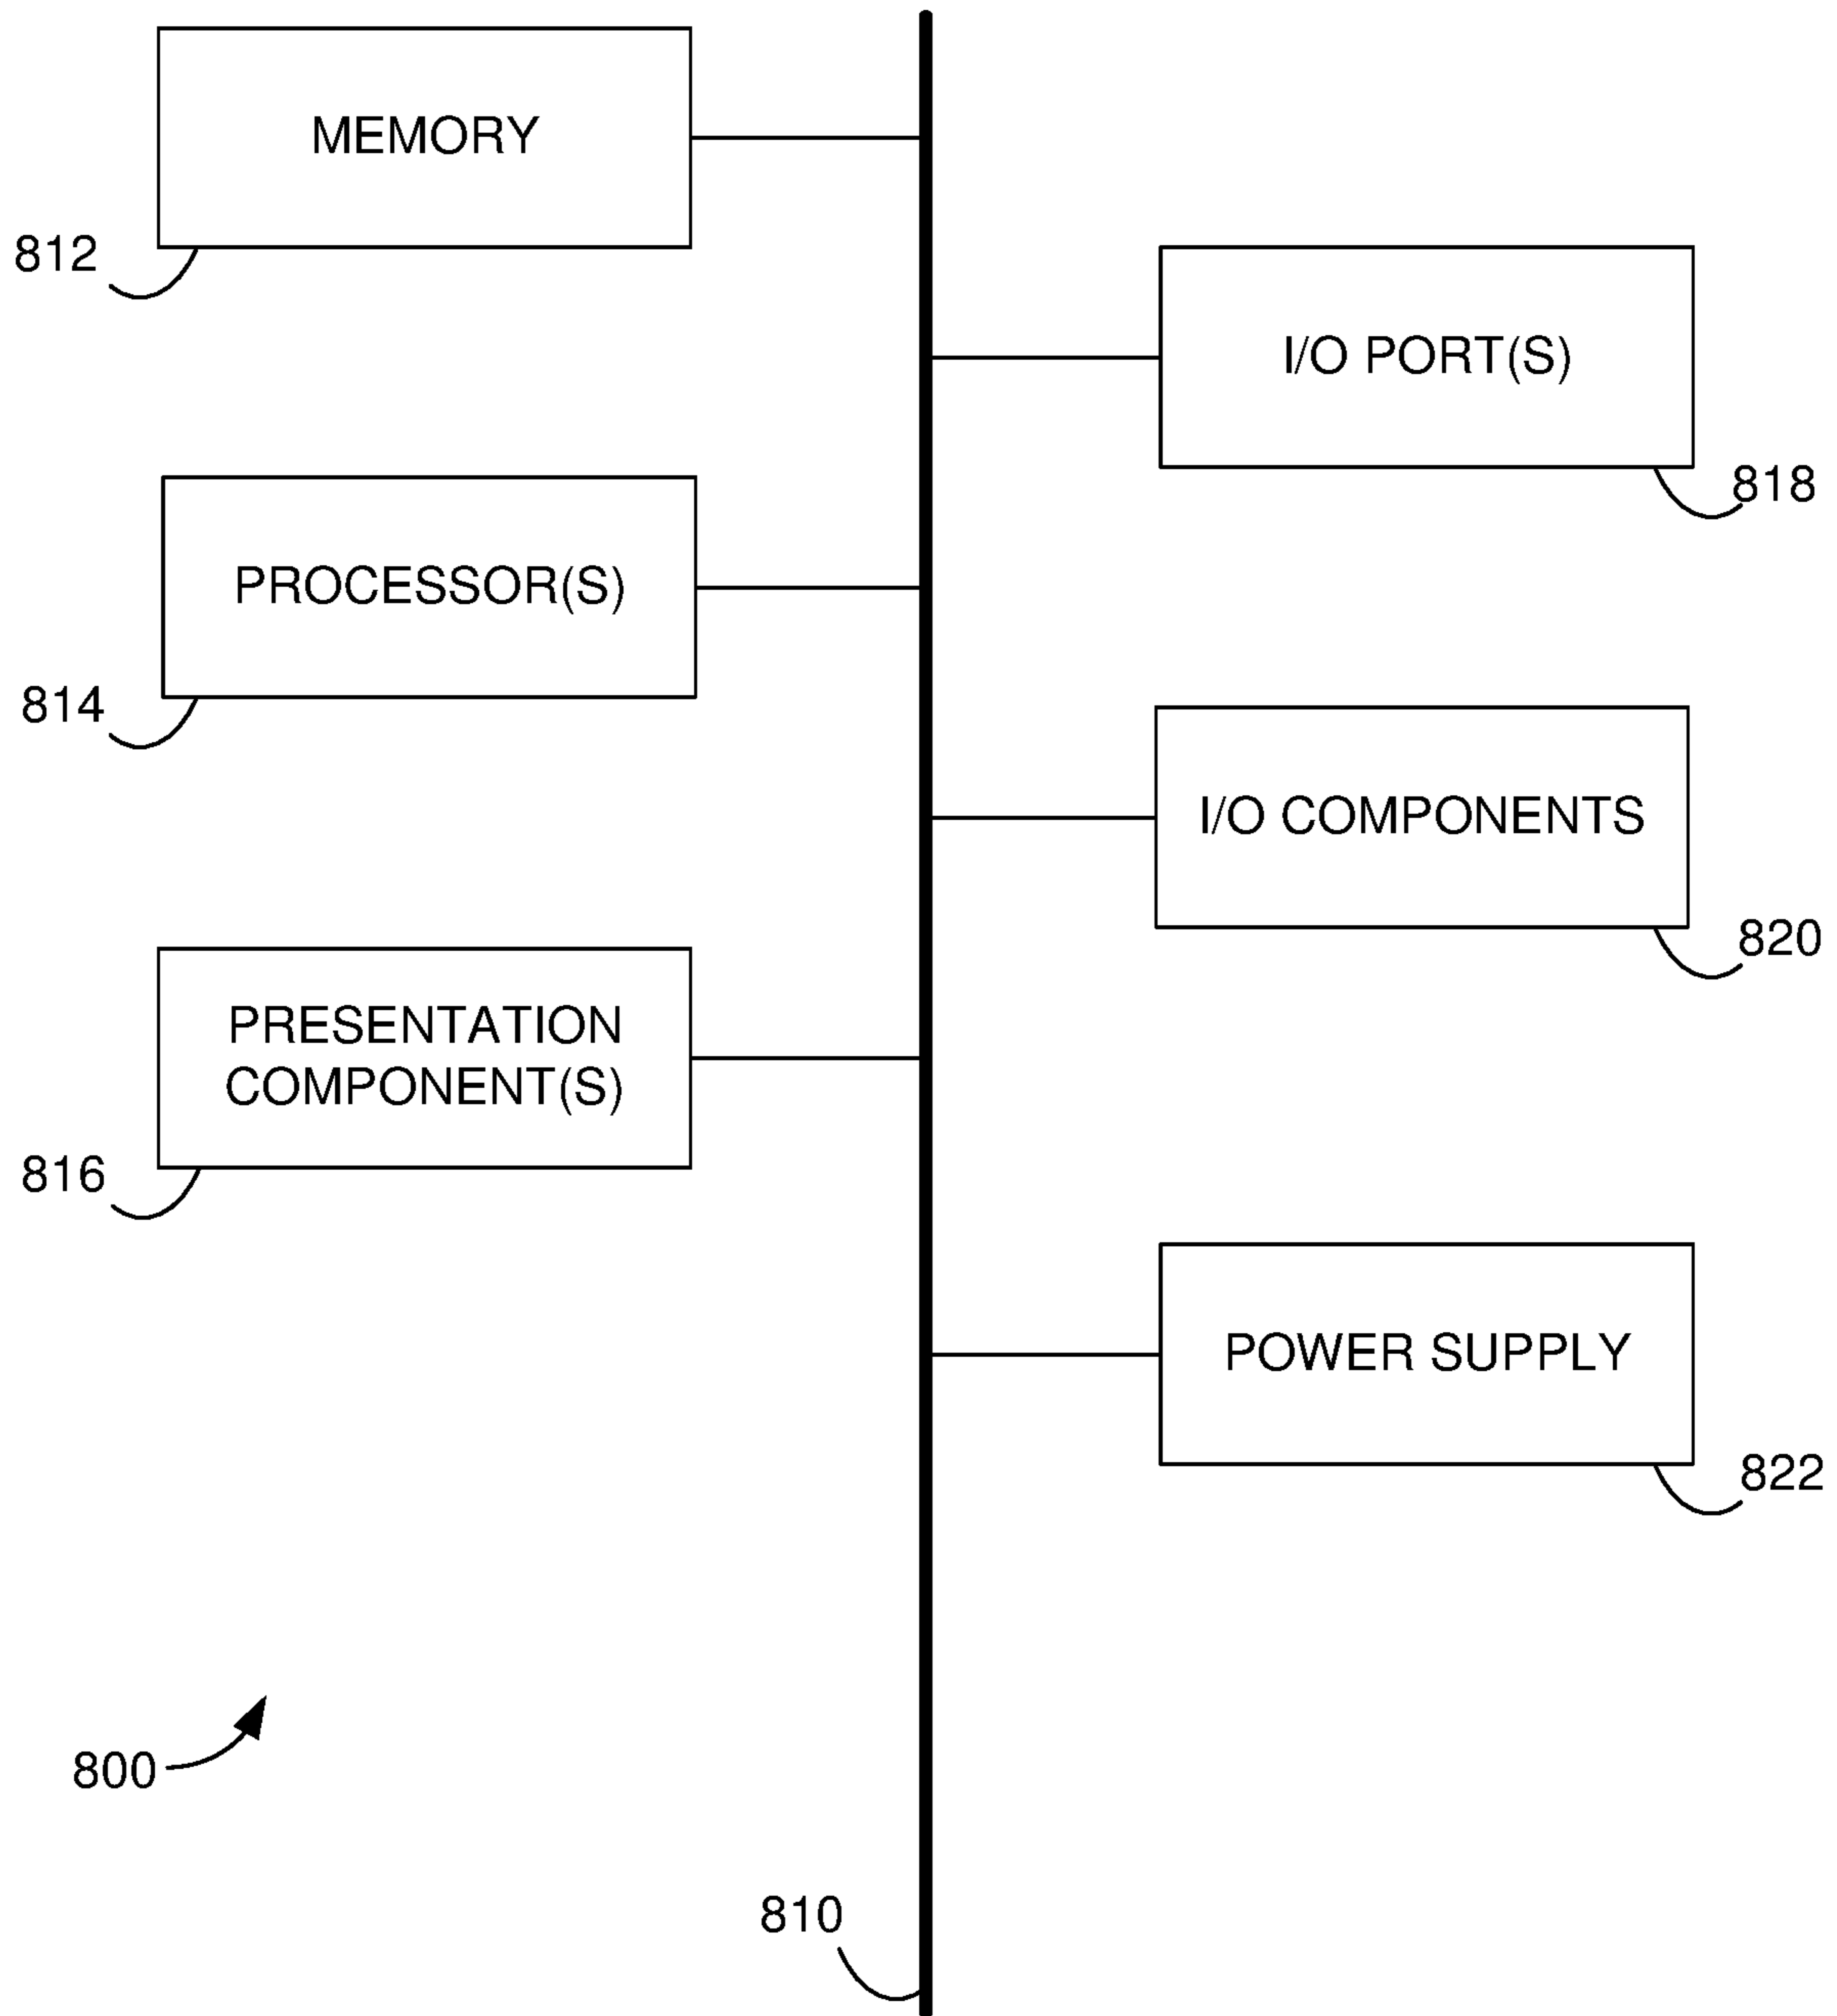 MEMORY
812
I/O PORT(S)
818
PROCESSOR(S)
814
I/O COMPONENTS
820
PRESENTATION
COMPONENT(S)
816
POWER SUPPLY
822
800
810